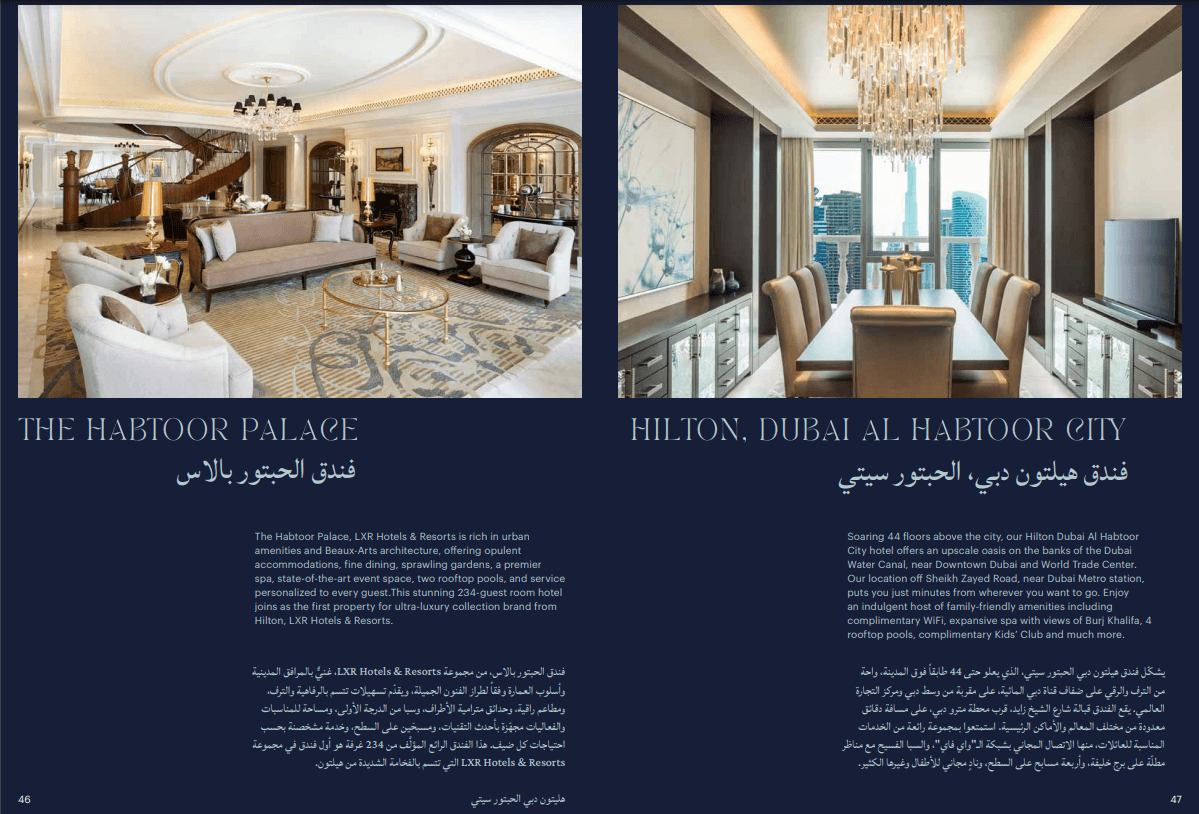 THE HABTOOR PALACE
فندق الحبتور بالاس
The Habtoor Palace, LXR Hotels & Resorts is rich in urban
amenities and Beaux-Arts architecture, offering opulent
accommodations, fine dining, sprawling gardens, a premier
spa, state-of-the-art event space, two rooftop pools, and service
personalized to every guest.This stunning 234-guest room hotel
joins as the first property for ultra-luxury collection brand from
Hilton, LXR Hotels & Resorts.
فندق الحبتور بالاس، من مجموعة LXR Hotels & Resorts، غنيٌّ بالمرافق المدينية
وأسلوب العمارة وفقاً لطراز الفنون الجميلة، ويقدّم تسهيلات تتسم بالرفاهية والترف،
ومطاعم راقية، وحدائق مترامية الأطراف، وسبا من الدرجة الأولى، ومساحة للمناسبات
والفعاليات مجهّزة بأحدث التقنيات، ومسبحَين على السطح، وخدمة مشخصنة بحسب
احتياجات كل ضيف. هذا الفندق الرائع المؤلّف من 234 غرفة هو أول فندق في مجموعة
LXR Hotels & Resorts التي تتسم بالفخامة الشديدة من هيلتون.
46
هليتون دبي الحبتور سيتي
HILTON, DUBAI AL HABTOOR CITY
فندق هيلتون دبي، الحبتور سيتي
Soaring 44 floors above the city, our Hilton Dubai Al Habtoor
City hotel offers an upscale oasis on the banks of the Dubai
Water Canal, near Downtown Dubai and World Trade Center.
Our location off Sheikh Zayed Road, near Dubai Metro station,
puts you just minutes from wherever you want to go. Enjoy
an indulgent host of family-friendly amenities including
complimentary WiFi, expansive spa with views of Burj Khalifa, 4
rooftop pools, complimentary Kids’ Club and much more.
يشكّل فندق هيلتون دبي الحبتور سيتي، الذي يعلو حتى 44 طابقاً فوق المدينة، واحة
من الترف والرقي على ضفاف قناة دبي المائية، على مقربة من وسط دبي ومركز التجارة
العالمي. يقع الفندق قبالة شارع الشيخ زايد، قرب محطة مترو دبي، على مسافة دقائق
معدودة من مختلف المعالم والأماكن الرئيسية. استمتعوا بمجموعة رائعة من الخدمات
المناسبة للعائلات، منها الاتصال المجاني بشبكة الـ"واي فاي"، والسبا الفسيح مع مناظر
مطلّة على برج خليفة، وأربعة مسابح على السطح، ونادٍ مجاني للأطفال وغيرها الكثير.
47